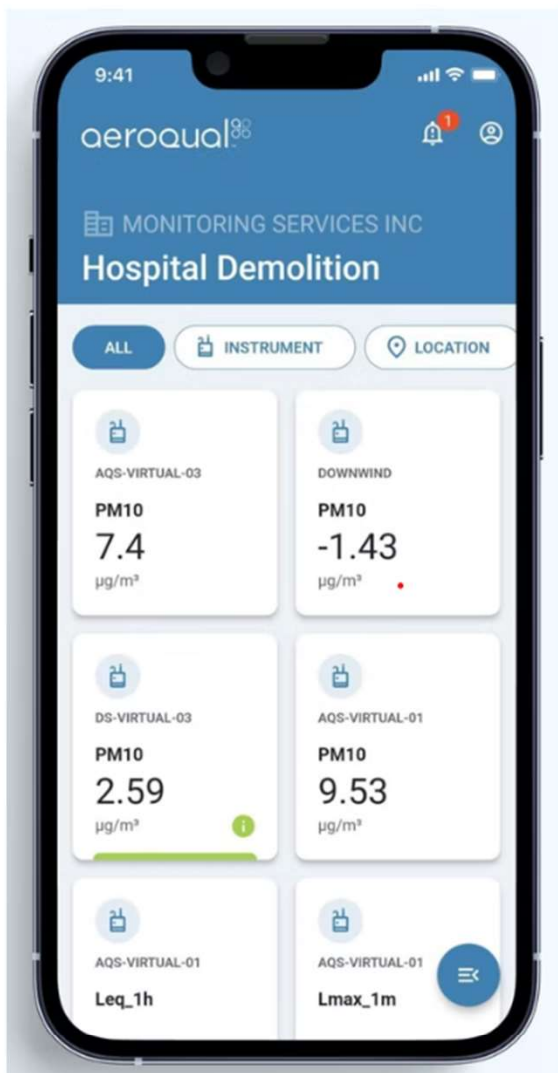 9:41
aeroqual
1
MONITORING SERVICES INC
Hospital Demolition
ALL
INSTRUMENT
LOCATION
AQS-VIRTUAL-03
PM10
7.4
µg/m³
DOWNWIND
PM10
-1.43
µg/m³
DS-VIRTUAL-03
PM10
2.59
µg/m³
i
AQS-VIRTUAL-01
PM10
9.53
µg/m³
AQS-VIRTUAL-01
Leq_1h
AQS-VIRTUAL-01
Lmax_1m